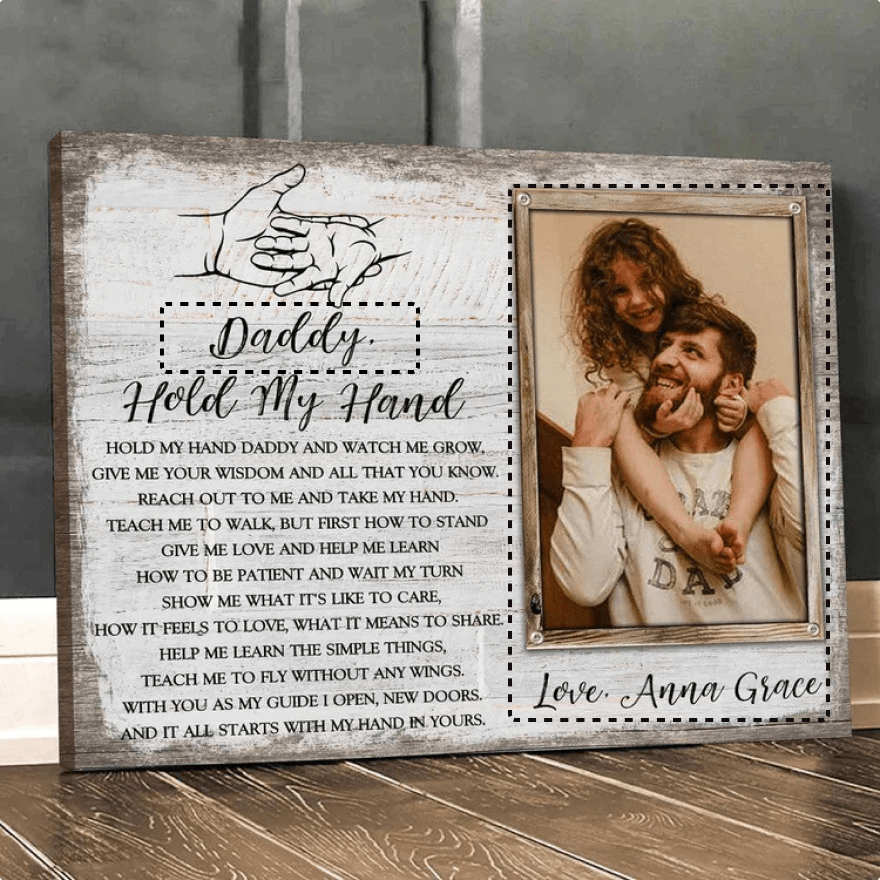 Daddy,
Hold My Hand
HOLD MY HAND DADDY AND WATCH ME GROW,
GIVE ME YOUR WISDOM AND ALL THAT YOU KNOW.
REACH OUT TO ME AND TAKE MY HAND.
TEACH ME TO WALK, BUT FIRST HOW TO STAND
GIVE ME LOVE AND HELP ME LEARN
HOW TO BE PATIENT AND WAIT MY TURN
SHOW ME WHAT IT'S LIKE TO CARE,
HOW IT FEELS TO LOVE, WHAT IT MEANS TO SHARE.
HELP ME LEARN THE SIMPLE THINGS,
TEACH ME TO FLY WITHOUT ANY WINGS.
WITH YOU AS MY GUIDE I OPEN, NEW DOORS.
AND IT ALL STARTS WITH MY HAND IN YOURS.
DAD
Love, Anna Grace